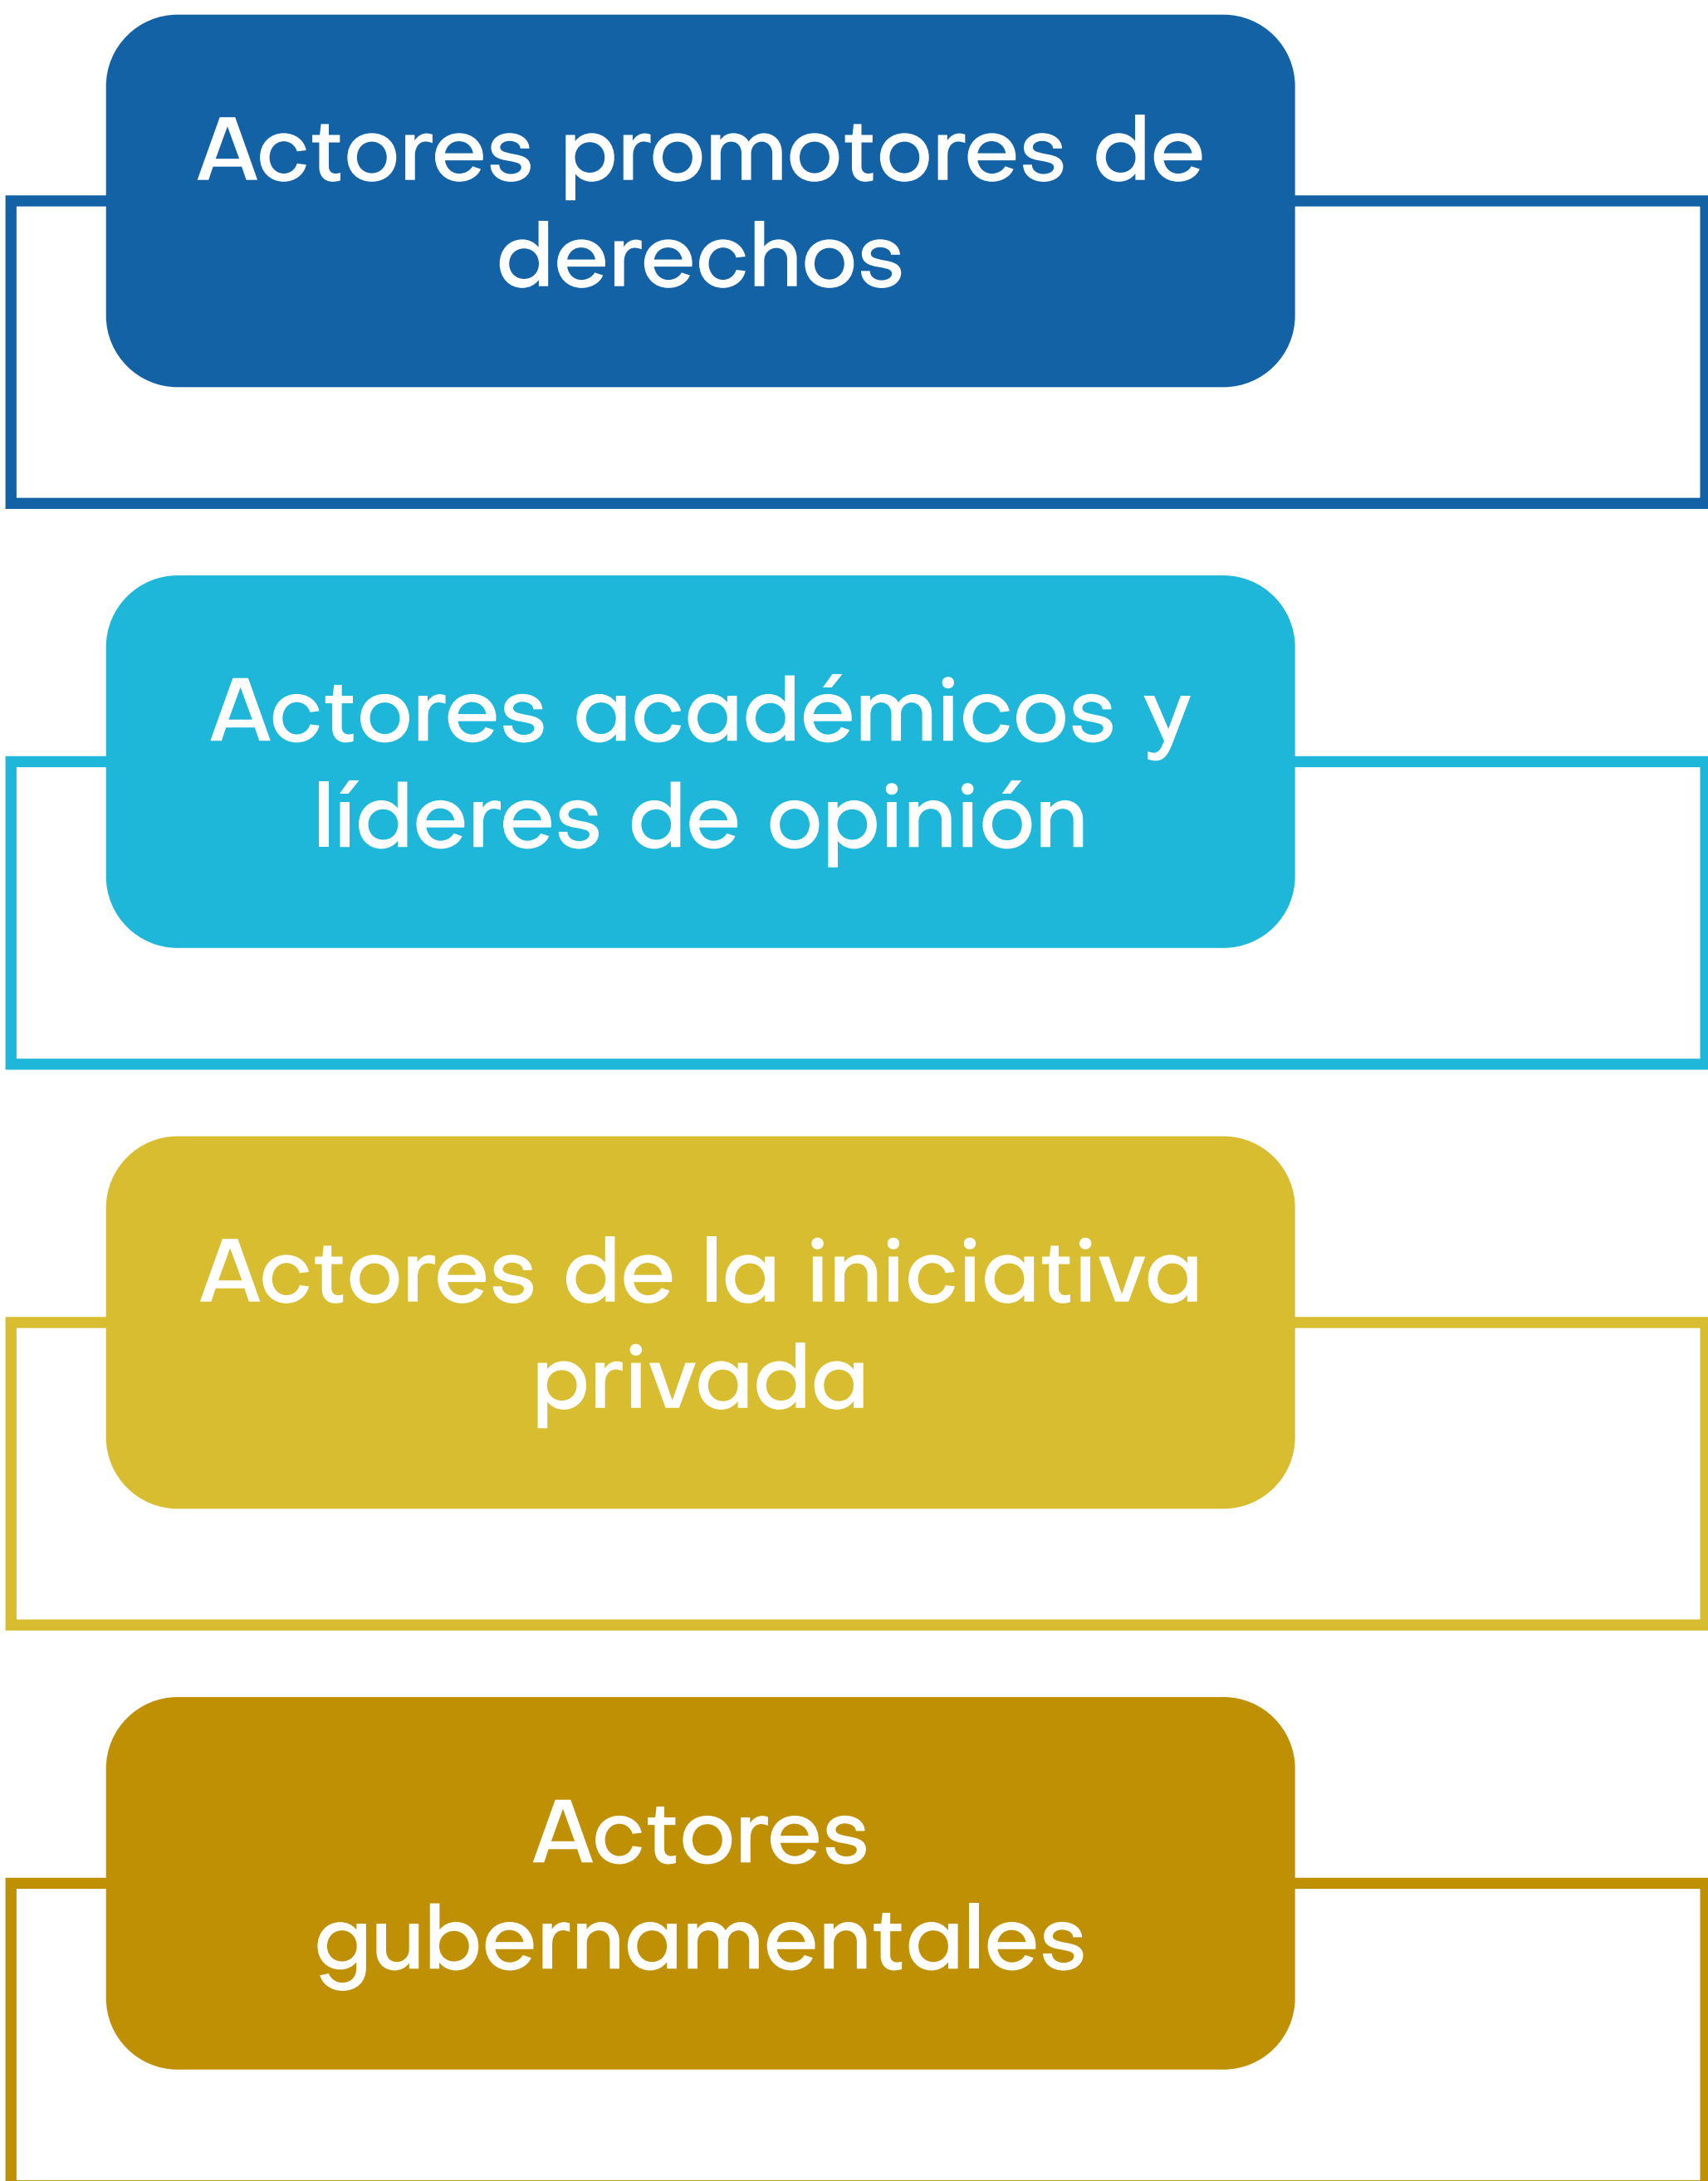 Actores promotores de
derechos
Actores académicos y
líderes de opinión
Actores de la iniciativa
privada
Actores
gubernamentales